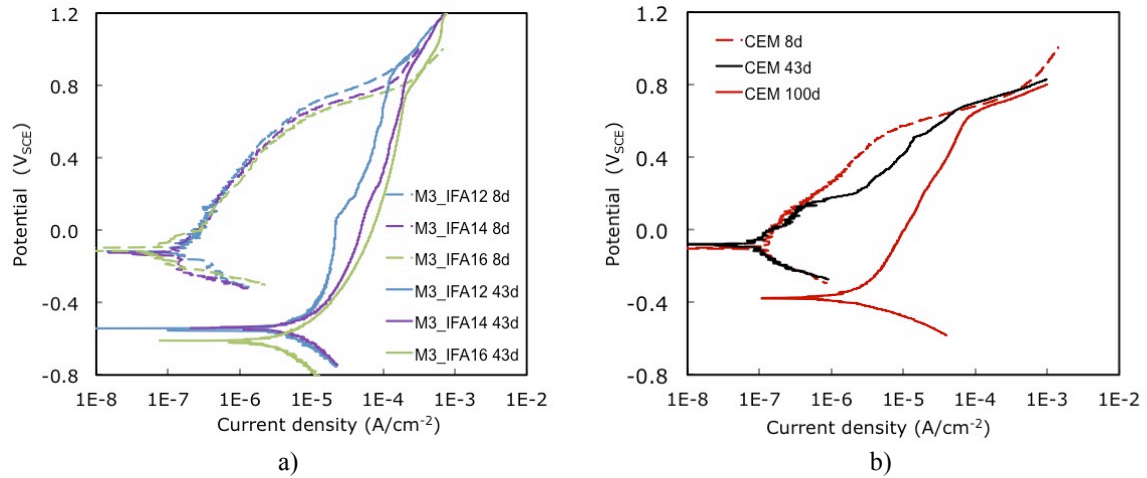 1.2
0.8
0.4
0.0
-0.4
-0.8
Potential (V_SCE)
M3_IFA12 8d
M3_IFA14 8d
M3_IFA16 8d
M3_IFA12 43d
M3_IFA14 43d
M3_IFA16 43d
1E-8 1E-7 1E-6 1E-5 1E-4 1E-3 1E-2
Current density (A/cm⁻²)
a)
1.2
0.8
0.4
0.0
-0.4
-0.8
Potential (V_SCE)
CEM 8d
CEM 43d
CEM 100d
1E-8 1E-7 1E-6 1E-5 1E-4 1E-3 1E-2
Current density (A/cm⁻²)
b)